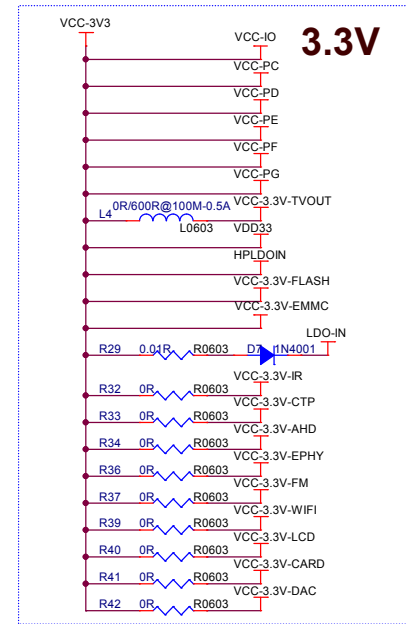 VCC-3V3
3.3V
VCC-IO
VCC-PC
VCC-PD
VCC-PE
VCC-PF
VCC-PG
0R/600R@100M-0.5A
VCC-3.3V-TVOUT
L4
L0603
VDD33
HPLDOIN
VCC-3.3V-FLASH
VCC-3.3V-EMMC
LDO-IN
R29 0.01R R0603 D7 1N4001
VCC-3.3V-IR
R32 0R R0603
VCC-3.3V-CTP
R33 0R R0603
VCC-3.3V-AHD
R34 0R R0603
VCC-3.3V-EPHY
R36 0R R0603
VCC-3.3V-FM
R37 0R R0603
VCC-3.3V-WIFI
R39 0R R0603
VCC-3.3V-LCD
R40 0R R0603
VCC-3.3V-CARD
R41 0R R0603
VCC-3.3V-DAC
R42 0R R0603